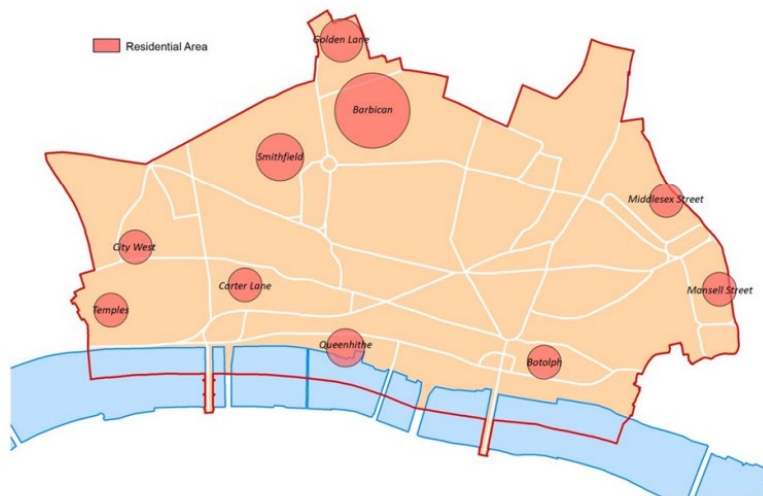 Golden Lane
Residential Area
Barbican
Smithfield
Middlesex Street
City West
Carter Lane
Mansell Street
Temples
Queenhithe
Botolph